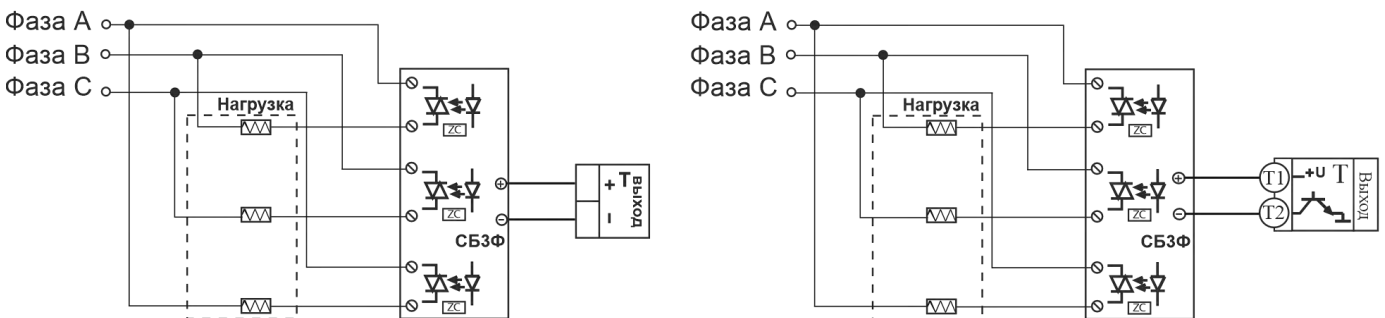 Фаза А
Фаза В
Фаза С
Нагрузка
ZC
ZC
ZC
+
−
СБ3Ф
+
−
Т
выход
Фаза А
Фаза В
Фаза С
Нагрузка
ZC
ZC
ZC
+
−
СБ3Ф
T1
T2
+U
T
Выход